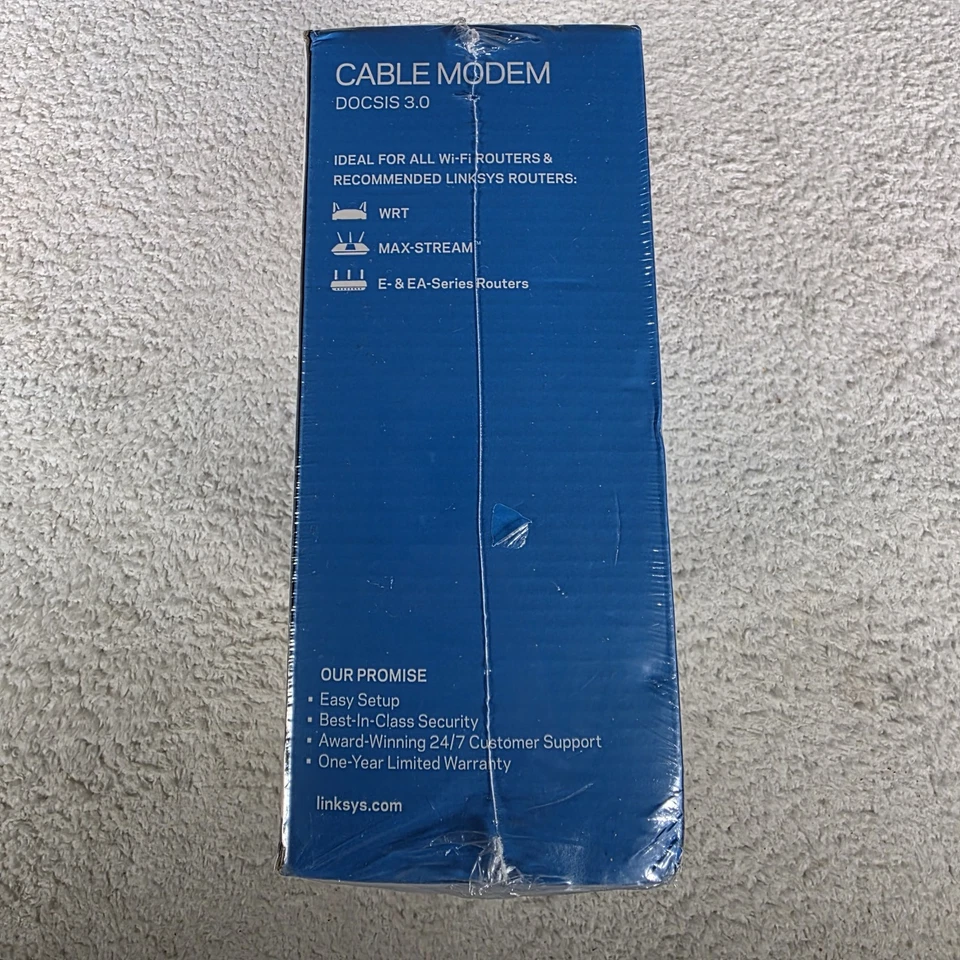 CABLE MODEM
DOCSIS 3.0
IDEAL FOR ALL Wi-Fi ROUTERS &
RECOMMENDED LINKSYS ROUTERS:
WRT
MAX-STREAM™
E- & EA-Series Routers
OUR PROMISE
▪ Easy Setup
▪ Best-In-Class Security
▪ Award-Winning 24/7 Customer Support
▪ One-Year Limited Warranty
linksys.com